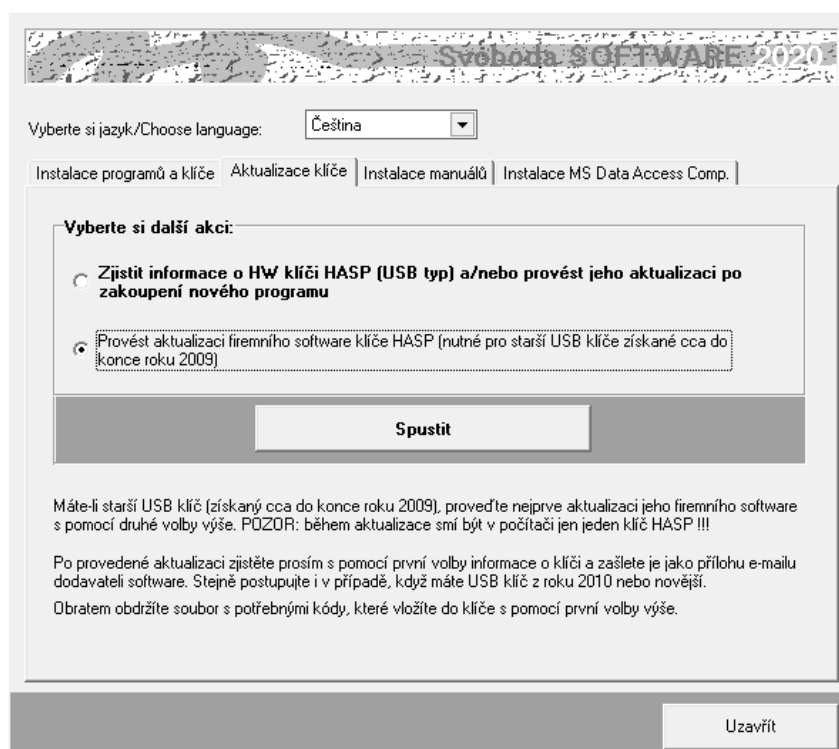 Svoboda SOFTWARE 2020
Vyberte si jazyk/Choose language:
Čeština
Instalace programů a klíče
Aktualizace klíče
Instalace manuálů
Instalace MS Data Access Comp.
Vyberte si další akci:
Zjistit informace o HW klíči HASP (USB typ) a/nebo provést jeho aktualizaci po
zakoupení nového programu
Provést aktualizaci firemního software klíče HASP (nutné pro starší USB klíče získané cca do
konce roku 2009)
Spustit
Máte-li starší USB klíč (získaný cca do konce roku 2009), proveďte nejprve aktualizaci jeho firemního software
s pomocí druhé volby výše. POZOR: během aktualizace smí být v počítači jen jeden klíč HASP !!!
Po provedené aktualizaci zjistěte prosím s pomocí první volby informace o klíči a zašlete je jako přílohu e-mailu
dodavateli software. Stejně postupujte i v případě, když máte USB klíč z roku 2010 nebo novější.
Obratem obdržíte soubor s potřebnými kódy, které vložíte do klíče s pomocí první volby výše.
Uzavřít